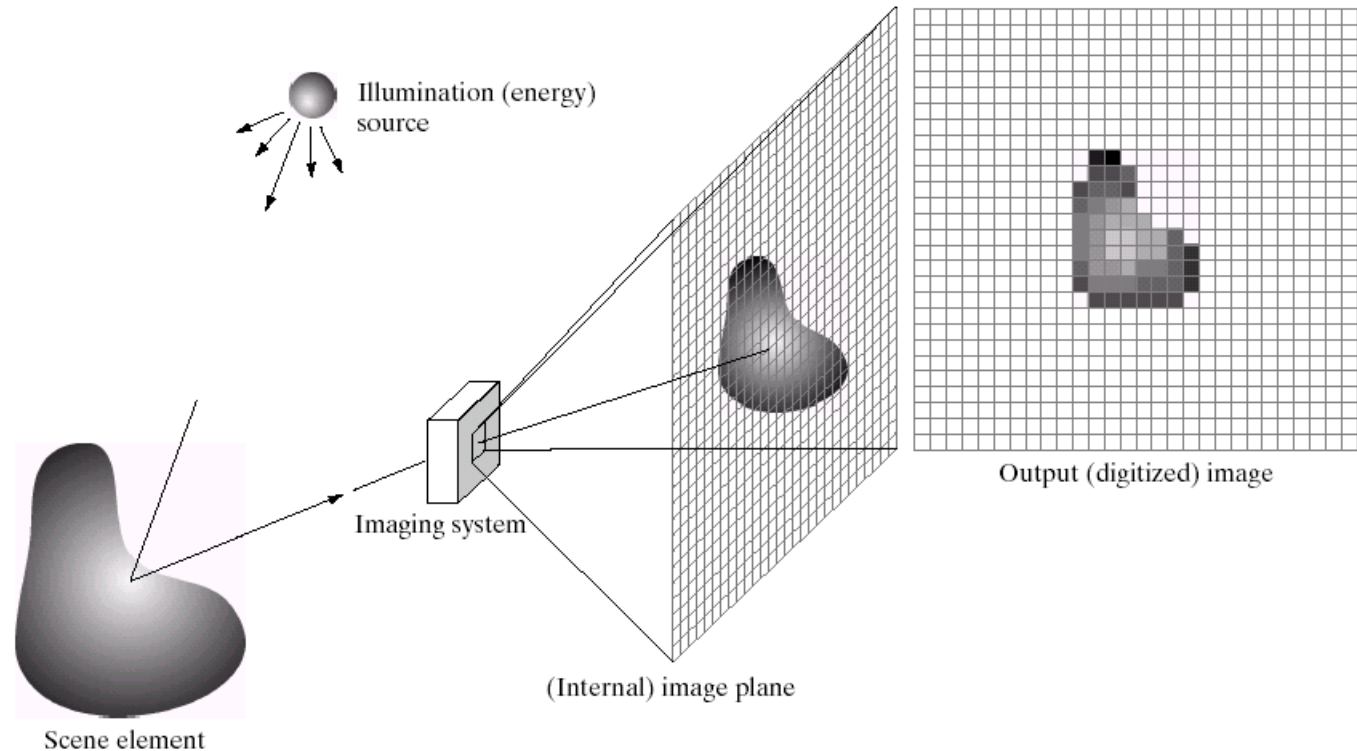 Illumination (energy)
source
Output (digitized) image
Imaging system
(Internal) image plane
Scene element